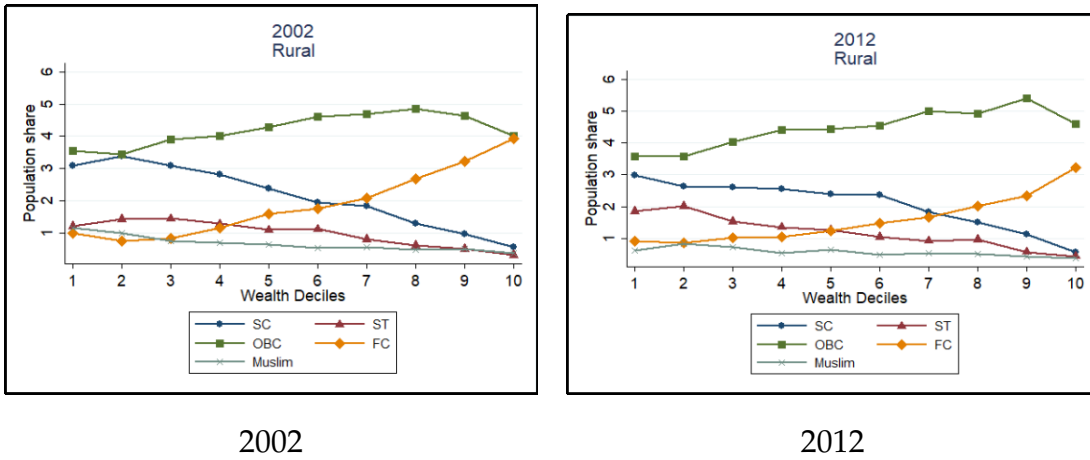 2002
Rural
6
5
4
3
2
1
Population share
1 2 3 4 5 6 7 8 9 10
Wealth Deciles
SC ST
OBC FC
Muslim
2002
2012
Rural
6
5
4
3
2
1
Population share
1 2 3 4 5 6 7 8 9 10
Wealth Deciles
SC ST
OBC FC
Muslim
2012